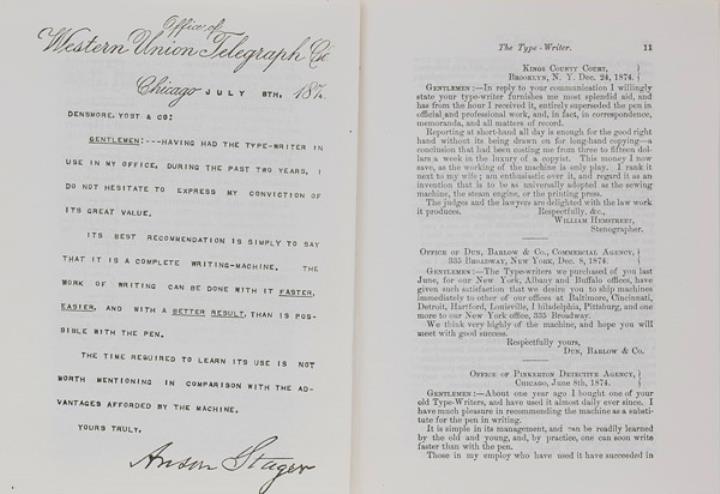 Office of
Western Union Telegraph Co
Chicago JULY 8TH. 187
DENSMORE, YOST & CO:
GENTLEMEN:---HAVING HAD THE TYPE-WRITER IN
USE IN MY OFFICE, DURING THE PAST TWO YEARS, I
DO NOT HESITATE TO EXPRESS MY CONVICTION OF
ITS GREAT VALUE.
ITS BEST RECOMMENDATION IS SIMPLY TO SAY
THAT IT IS A COMPLETE WRITING-MACHINE. THE
WORK OF WRITING CAN BE DONE WITH IT FASTER,
EASIER, AND WITH A BETTER RESULT, THAN IS POS-
SIBLE WITH THE PEN.
THE TIME REQUIRED TO LEARN ITS USE IS NOT
WORTH MENTIONING IN COMPARISON WITH THE AD-
VANTAGES AFFORDED BY THE MACHINE.
YOURS TRULY,
Anson Stager
The Type-Writer. 11
KINGS COUNTY COURT,
BROOKLYN, N. Y. Dec. 24, 1874.
GENTLEMEN:—In reply to your communication I willingly
state your type-writer furnishes me most splendid aid, and
has from the hour I received it, entirely superseded the pen in
official and professional work, and, in fact, in correspondence,
memoranda, and all matters of record.
Reporting at short-hand all day is enough for the good right
hand without its being drawn on for long-hand copying—a
conclusion that had been costing me from three to fifteen dol-
lars a week in the luxury of a copyist. This money I now
save, as the working of the machine is only play. I rank it
next to my wife; am enthusiastic over it, and regard it as an
invention that is to be as universally adopted as the sewing
machine, the steam engine, or the printing press.
The judges and the lawyers are delighted with the law work
it produces. Respectfully, &c.,
WILLIAM HEMSTREET,
Stenographer.
OFFICE OF DUN, BARLOW & CO., COMMERCIAL AGENCY,
335 BROADWAY, NEW YORK, Dec. 8, 1874.
GENTLEMEN:—The Type-writers we purchased of you last
June, for our New York, Albany and Buffalo offices, have
given such satisfaction that we desire you to ship machines
immediately to other of our offices at Baltimore, Cincinnati,
Detroit, Hartford, Louisville, Philadelphia, Pittsburg, and one
more to our New York office, 335 Broadway.
We think very highly of the machine, and hope you will
meet with good success.
Respectfully yours,
DUN, BARLOW & CO.
OFFICE OF PINKERTON DETECTIVE AGENCY,
CHICAGO, June 8th, 1874.
GENTLEMEN:—About one year ago I bought one of your
old Type-Writers, and have used it almost daily ever since. I
have much pleasure in recommending the machine as a substi-
tute for the pen in writing.
It is simple in its management, and can be readily learned
by the old and young, and, by practice, one can soon write
faster than with the pen.
Those in my employ who have used it have succeeded in